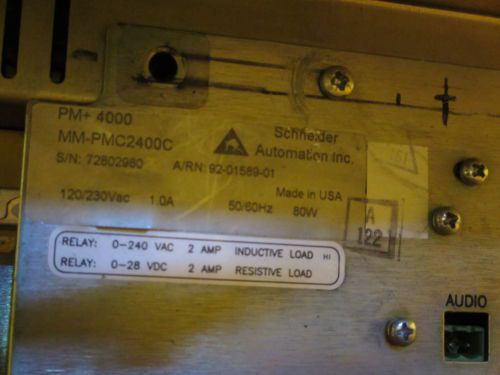 PM+ 4000
MM-PMC2400C
Schneider
Automation Inc.
S/N: 72802980
A/RN: 92-01589-01
120/230Vac 1.0A 50/60Hz 80W
Made in USA
RELAY: 0-240 VAC 2 AMP INDUCTIVE LOAD HI
RELAY: 0-28 VDC 2 AMP RESISTIVE LOAD
161
A
122
AUDIO